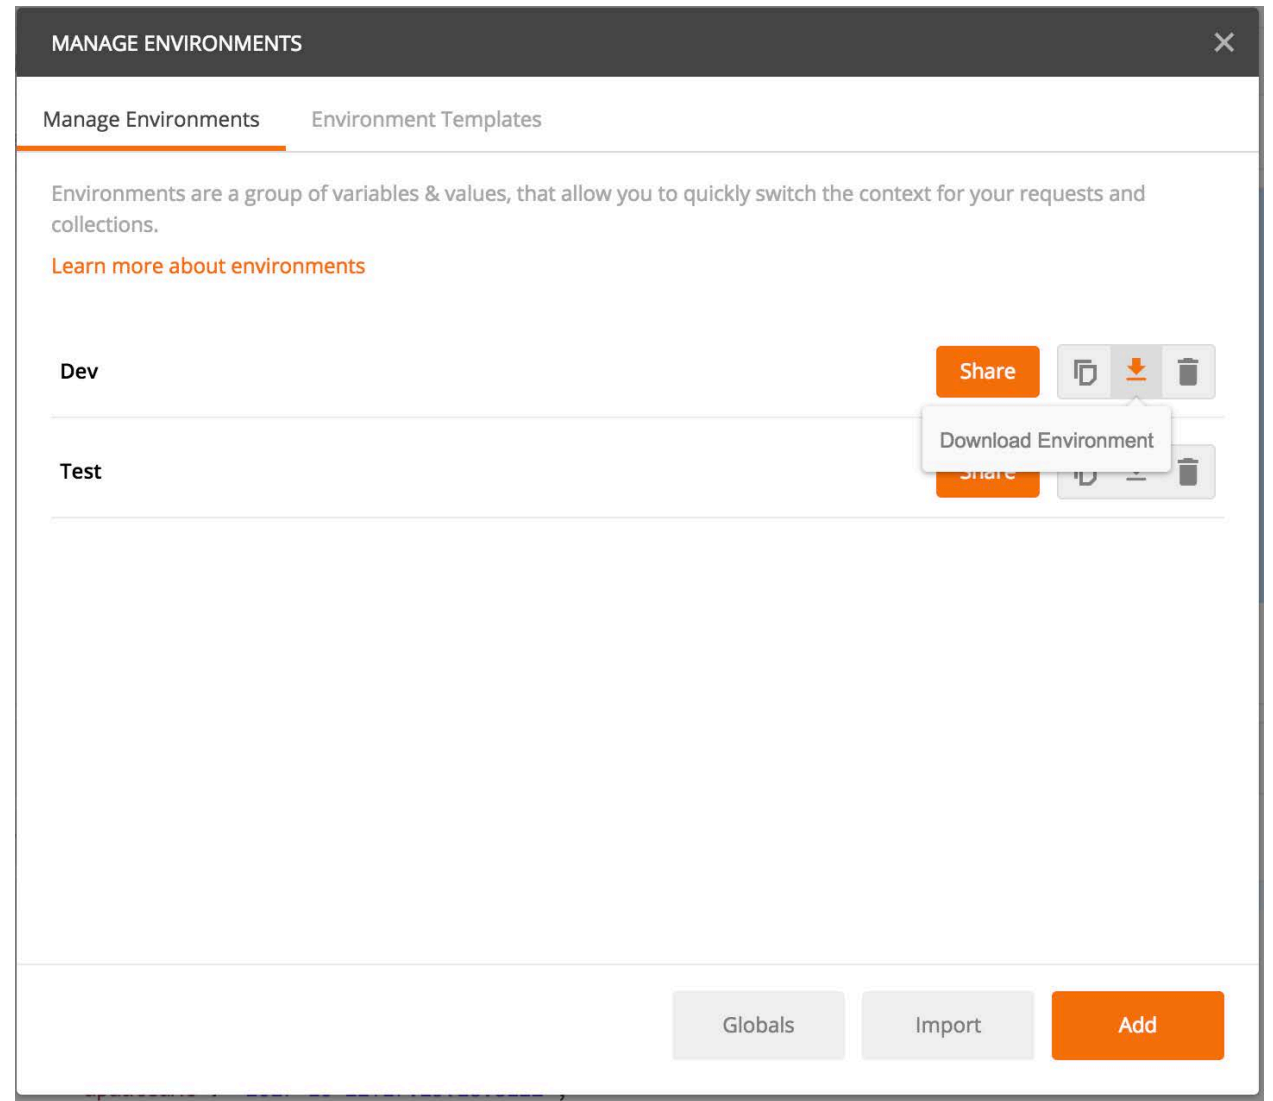 MANAGE ENVIRONMENTS
Manage Environments
Environment Templates
Environments are a group of variables & values, that allow you to quickly switch the context for your requests and
collections.
Learn more about environments
Dev
Share
Download Environment
Test
Share
Globals
Import
Add